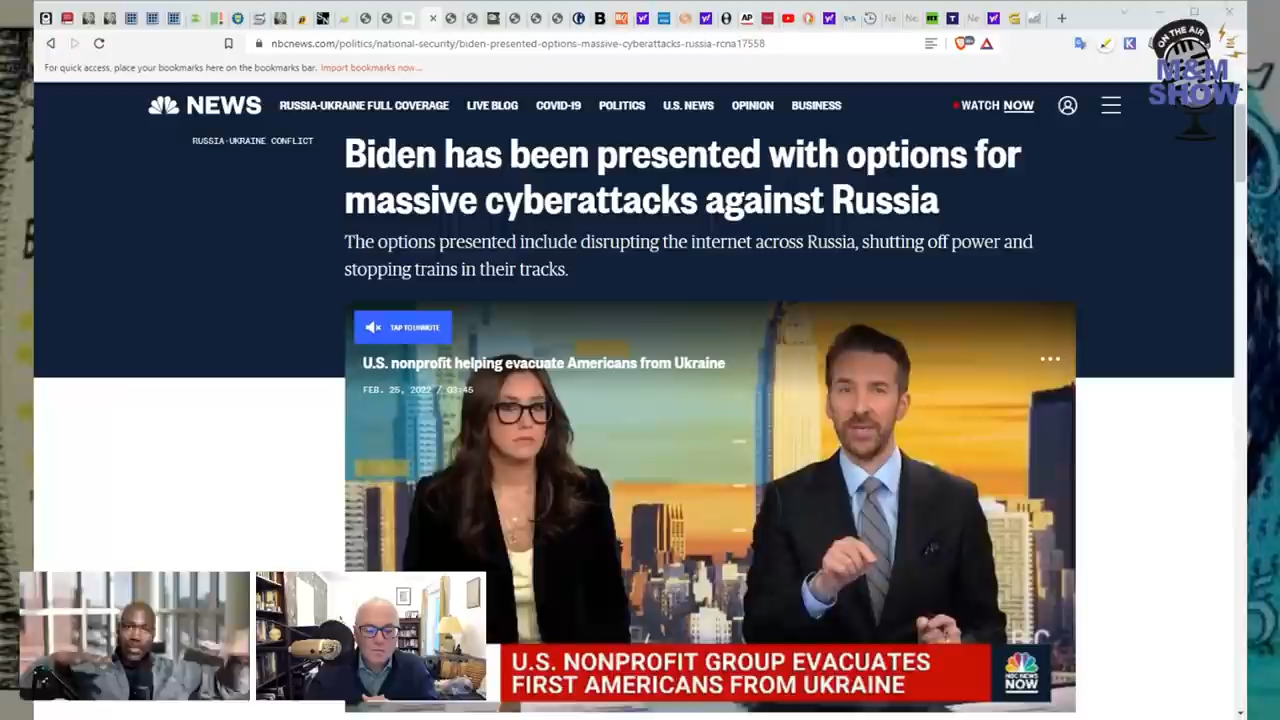 nbcnews.com/politics/national-security/biden-presented-options-massive-cyberattacks-russia-rcna17558
ON THE AIR
M&M
SHOW
For quick access, place your bookmarks here on the bookmarks bar. Import bookmarks now...
NEWS RUSSIA-UKRAINE FULL COVERAGE LIVE BLOG COVID-19 POLITICS U.S. NEWS OPINION BUSINESS WATCH NOW
RUSSIA-UKRAINE CONFLICT
Biden has been presented with options for
massive cyberattacks against Russia
The options presented include disrupting the internet across Russia, shutting off power and
stopping trains in their tracks.
TAP TO UNMUTE
U.S. nonprofit helping evacuate Americans from Ukraine
FEB. 25, 2022 / 03:45
U.S. NONPROFIT GROUP EVACUATES
FIRST AMERICANS FROM UKRAINE
NBC NEWS
NOW